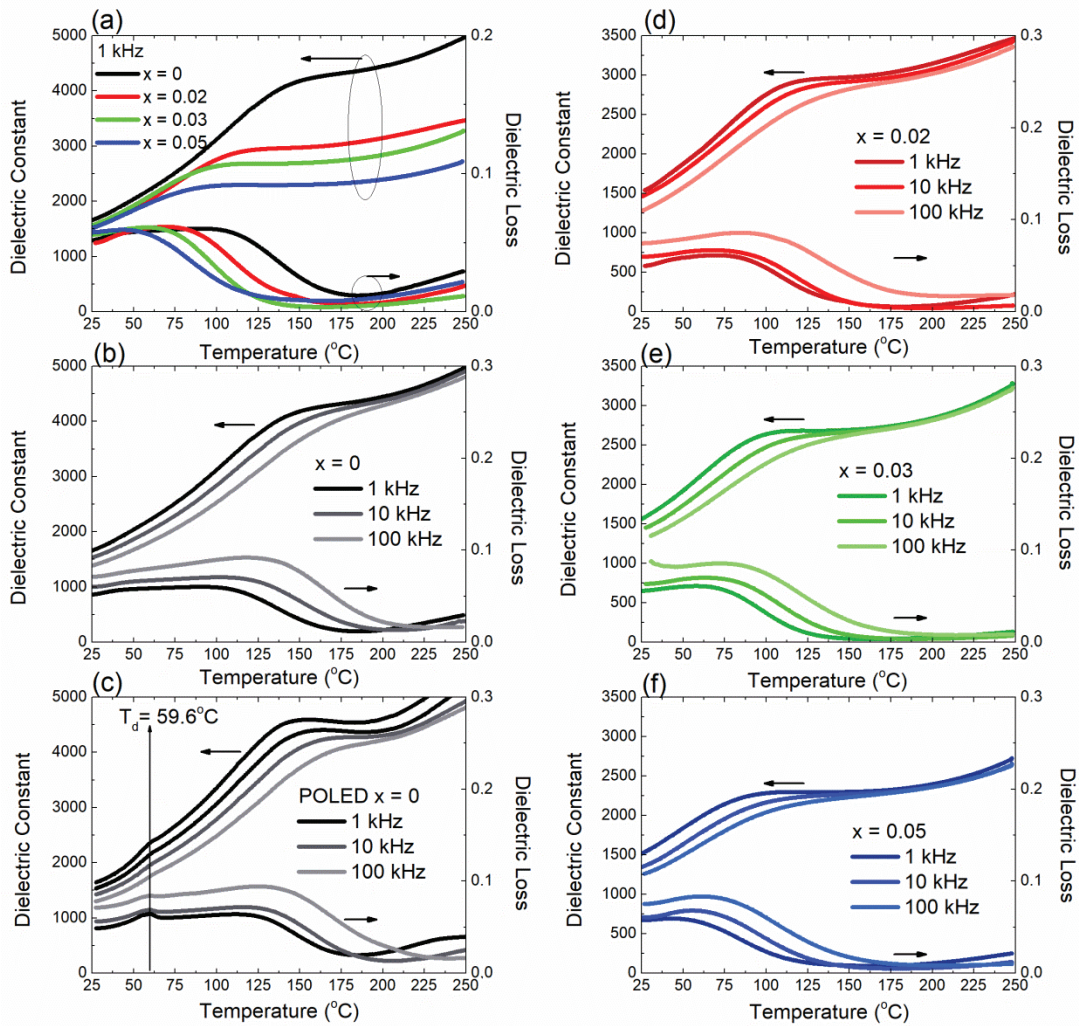 (a)
1 kHz
x = 0
x = 0.02
x = 0.03
x = 0.05
Dielectric Constant
Dielectric Loss
Temperature (°C)
5000
4000
3000
2000
1000
0
0.2
0.1
0.0
25 50 75 100 125 150 175 200 225 250
(b)
x = 0
1 kHz
10 kHz
100 kHz
Dielectric Constant
Dielectric Loss
Temperature (°C)
5000
4000
3000
2000
1000
0
0.3
0.2
0.1
0.0
25 50 75 100 125 150 175 200 225 250
(c)
Td= 59.6°C
POLED x = 0
1 kHz
10 kHz
100 kHz
Dielectric Constant
Dielectric Loss
Temperature (°C)
5000
4000
3000
2000
1000
0
0.3
0.2
0.1
0.0
25 50 75 100 125 150 175 200 225 250
(d)
x = 0.02
1 kHz
10 kHz
100 kHz
Dielectric Constant
Dielectric Loss
Temperature (°C)
3500
3000
2500
2000
1500
1000
500
0
0.3
0.2
0.1
0.0
25 50 75 100 125 150 175 200 225 250
(e)
x = 0.03
1 kHz
10 kHz
100 kHz
Dielectric Constant
Dielectric Loss
Temperature (°C)
3500
3000
2500
2000
1500
1000
500
0
0.3
0.2
0.1
0.0
25 50 75 100 125 150 175 200 225 250
(f)
x = 0.05
1 kHz
10 kHz
100 kHz
Dielectric Constant
Dielectric Loss
Temperature (°C)
3500
3000
2500
2000
1500
1000
500
0
0.3
0.2
0.1
0.0
25 50 75 100 125 150 175 200 225 250